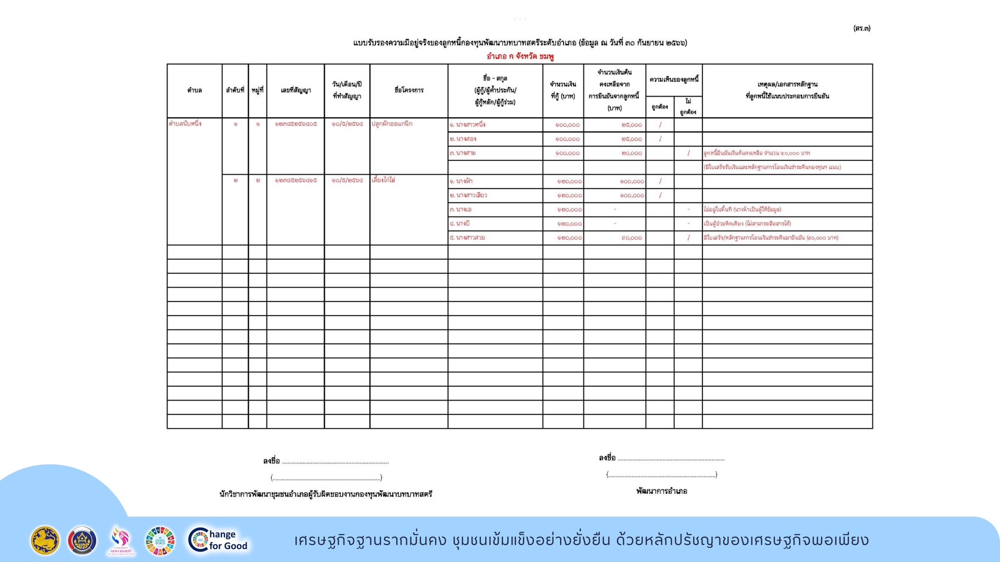 (สร.๓)
แบบรับรองความมีอยู่จริงของลูกหนี้กองทุนพัฒนาบทบาทสตรีระดับอำเภอ (ข้อมูล ณ วันที่ ๓๐ กันยายน ๒๕๖๖)
อำเภอ ก จังหวัด ชมพู
ตำบล ลำดับที่ หมู่ที่ เลขที่สัญญา วัน/เดือน/ปี ที่ทำสัญญา ชื่อโครงการ ชื่อ - สกุล (ผู้กู้/ผู้ค้ำประกัน/ ผู้กู้หลัก/ผู้กู้ร่วม) จำนวนเงิน ที่กู้ (บาท) จำนวนเงินต้น คงเหลือจาก การยืนยันจากลูกหนี้ (บาท) ความเห็นของลูกหนี้ เหตุผล/เอกสารหลักฐาน ที่ลูกหนี้ใช้แนบประกอบการยืนยัน
ถูกต้อง ไม่ ถูกต้อง
ตำบลนับหนึ่ง ๑ ๑ ๑๒๓๔๕๒๕๖๔๐๕ ๑๐/๕/๒๕๖๔ ปลูกผักออแกนิก ๑. นางสาวหนึ่ง ๑๐๐,๐๐๐ ๒๕,๐๐๐ /
๒. นางสอง ๑๐๐,๐๐๐ ๒๕,๐๐๐ /
๓. นางสาม ๑๐๐,๐๐๐ ๒๐,๐๐๐ / ลูกหนี้ยืนยันเงินต้นคงเหลือ จำนวน ๒๐,๐๐๐ บาท
(มีใบเสร็จรับเงินและหลักฐานการโอนเงินชำระคืนกองทุนฯ แนบ)
๒ ๒ ๑๒๓๔๕๒๕๖๔๑๕ ๑๐/๕/๒๕๖๔ เลี้ยงไก่ไข่ ๑. นางฟ้า ๑๒๐,๐๐๐ ๑๐๐,๐๐๐ /
๒. นางสาวเขียว ๑๒๐,๐๐๐ ๑๐๐,๐๐๐ /
๓. นางเอ ๑๒๐,๐๐๐ - - ไม่อยู่ในพื้นที่ (นางฟ้าเป็นผู้ให้ข้อมูล)
๔. นางบี ๑๒๐,๐๐๐ - - เป็นผู้ป่วยติดเตียง (ไม่สามารถสื่อสารได้)
๕. นางสาวสวย ๑๒๐,๐๐๐ ๙๐,๐๐๐ / มีใบเสร็จ/หลักฐานการโอนเงินชำระคืนมายืนยัน (๙๐,๐๐๐ บาท)
ลงชื่อ ............................................................ ลงชื่อ ............................................................
(............................................................) (............................................................)
นักวิชาการพัฒนาชุมชนอำเภอผู้รับผิดชอบงานกองทุนพัฒนาบทบาทสตรี พัฒนาการอำเภอ
Change
for Good
เศรษฐกิจฐานรากมั่นคง ชุมชนเข้มแข็งอย่างยั่งยืน ด้วยหลักปรัชญาของเศรษฐกิจพอเพียง